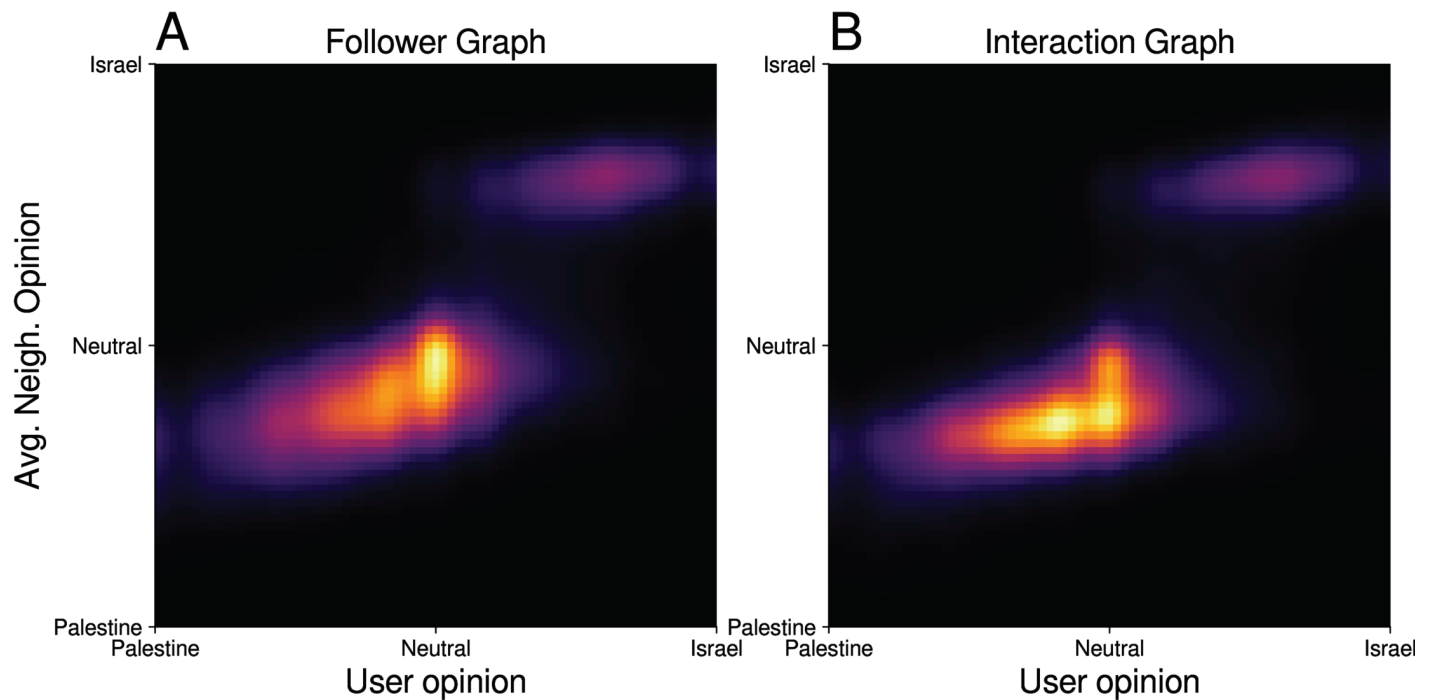 A
Follower Graph
Israel
Neutral
Palestine
Avg. Neigh. Opinion
Palestine
Neutral
Israel
User opinion
B
Interaction Graph
Israel
Neutral
Palestine
Palestine
Neutral
Israel
User opinion